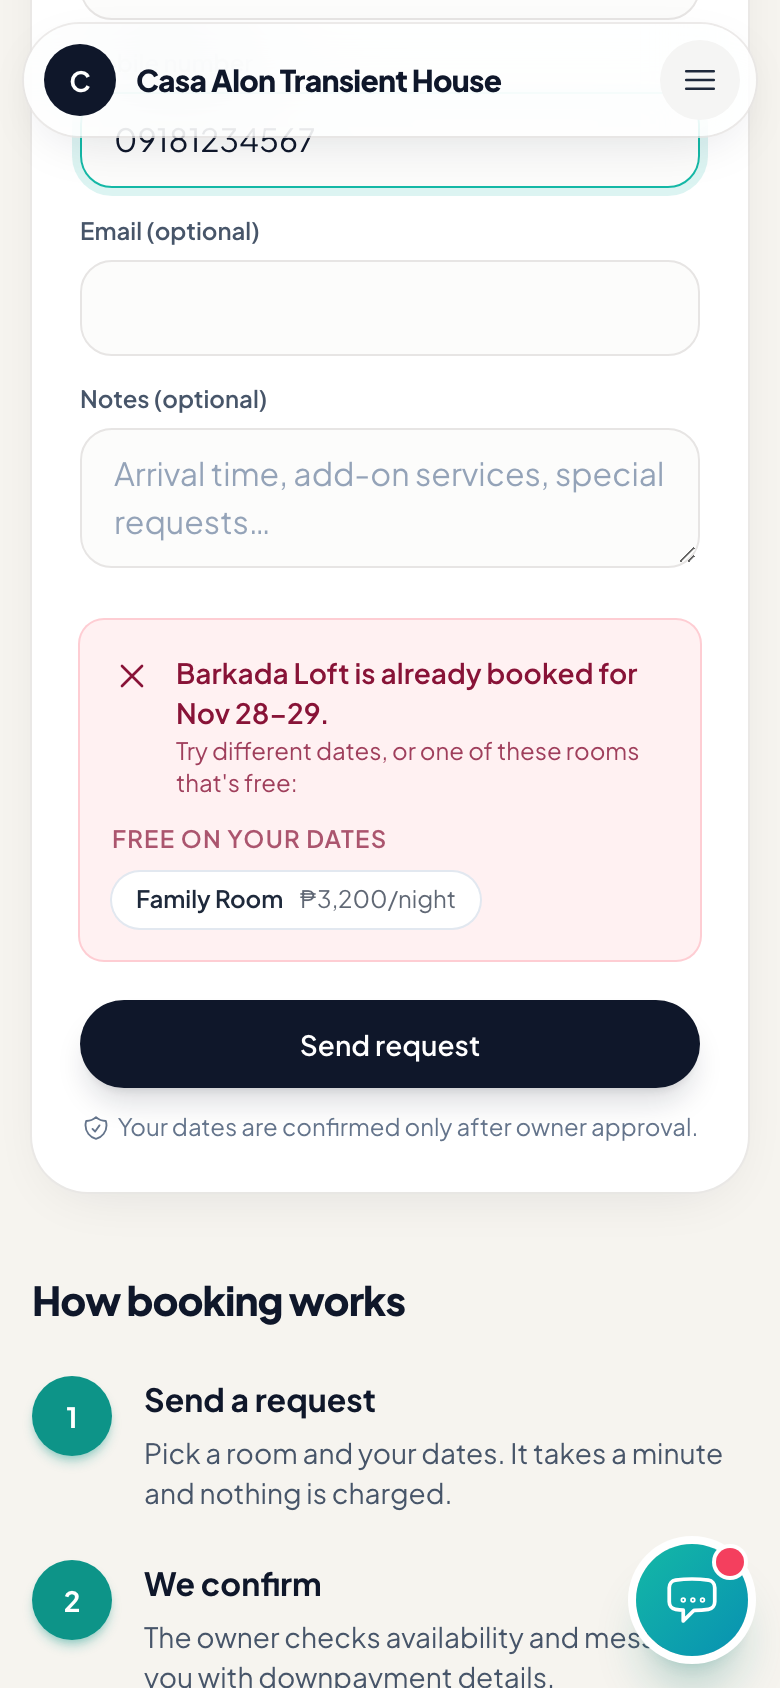 C
Casa Alon Transient House
09181234567
Email (optional)
Notes (optional)
Arrival time, add-on services, special
requests...
Barkada Loft is already booked for
Nov 28–29.
Try different dates, or one of these rooms
that's free:
FREE ON YOUR DATES
Family Room ₱3,200/night
Send request
Your dates are confirmed only after owner approval.
How booking works
1
Send a request
Pick a room and your dates. It takes a minute
and nothing is charged.
2
We confirm
The owner checks availability and
you with downpayment details.